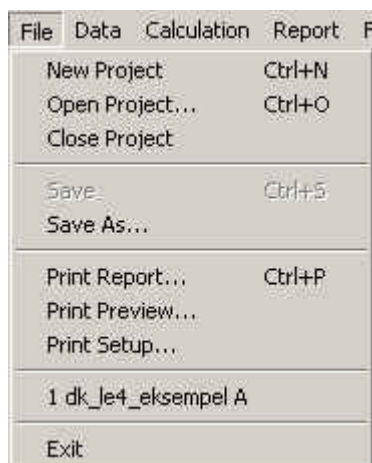 File Data Calculation Report F
New Project Ctrl+N
Open Project... Ctrl+O
Close Project
Save Ctrl+S
Save As...
Print Report... Ctrl+P
Print Preview...
Print Setup...
1 dk_le4_eksempel A
Exit